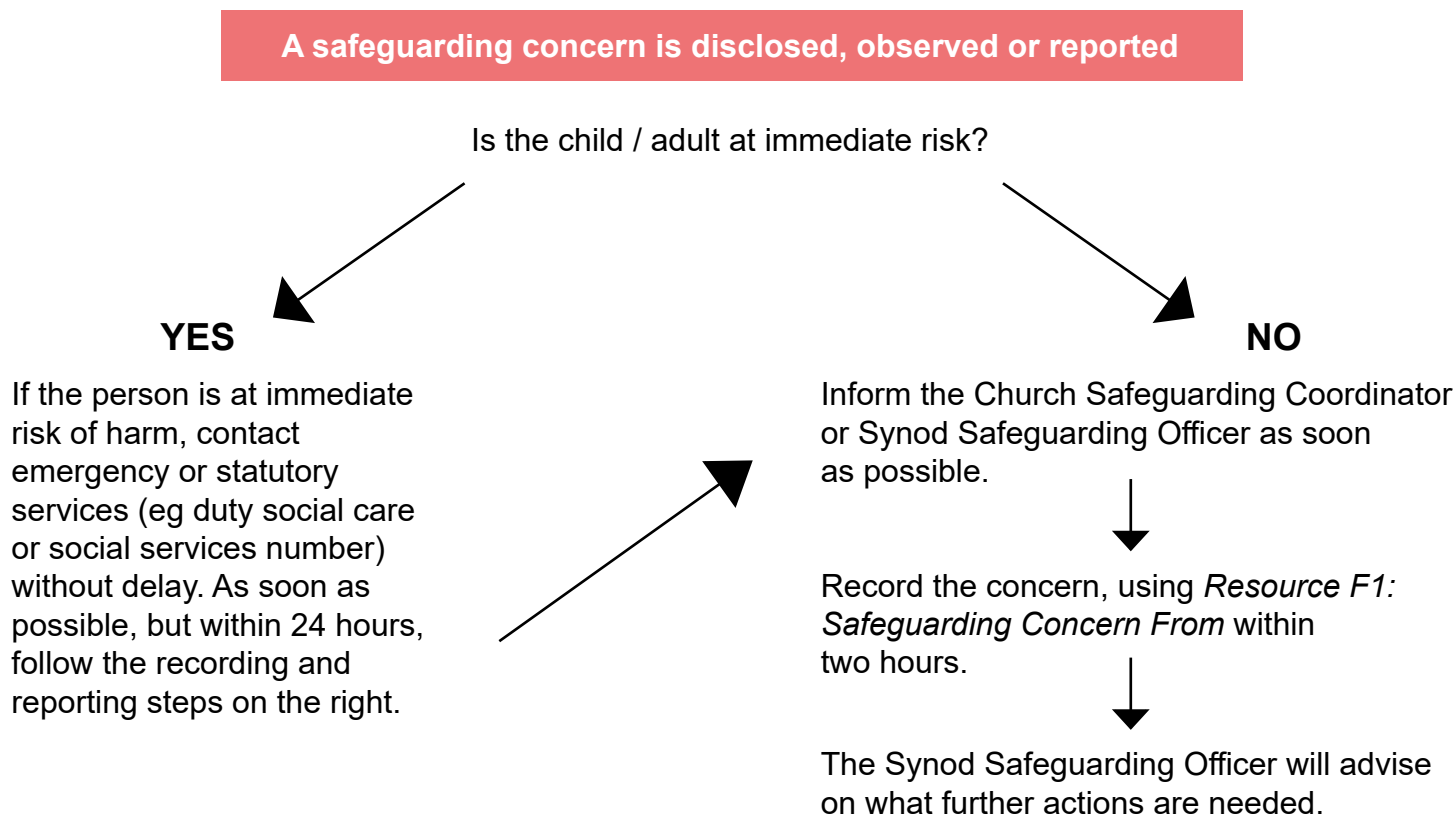 A safeguarding concern is disclosed, observed or reported
Is the child / adult at immediate risk?
YES
If the person is at immediate
risk of harm, contact
emergency or statutory
services (eg duty social care
or social services number)
without delay. As soon as
possible, but within 24 hours,
follow the recording and
reporting steps on the right.
NO
Inform the Church Safeguarding Coordinator
or Synod Safeguarding Officer as soon
as possible.
Record the concern, using Resource F1:
Safeguarding Concern From within
two hours.
The Synod Safeguarding Officer will advise
on what further actions are needed.